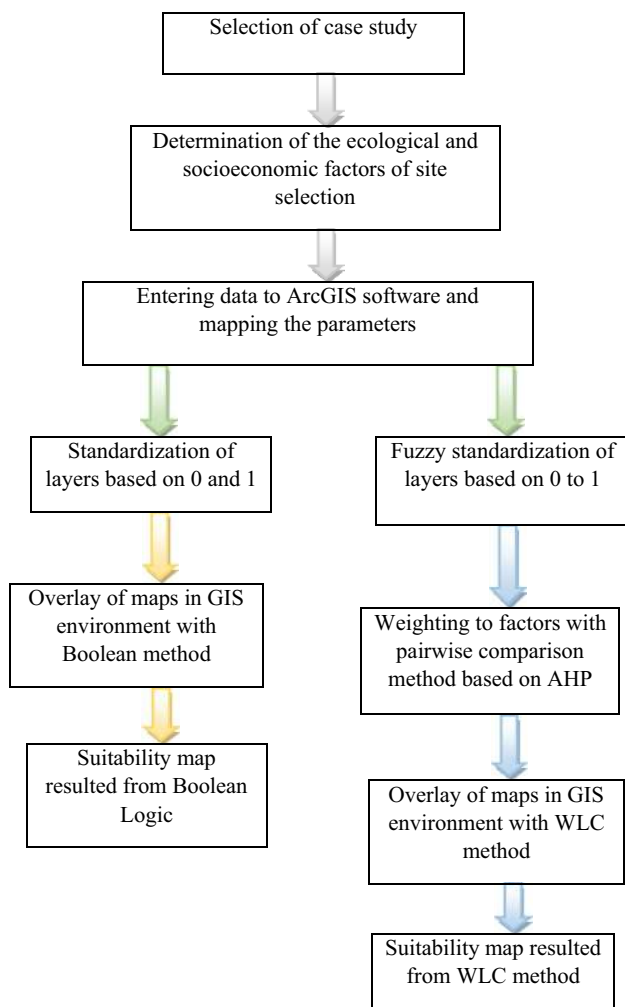 Selection of case study
Determination of the ecological and
socioeconomic factors of site
selection
Entering data to ArcGIS software and
mapping the parameters
Standardization of
layers based on 0 and 1
Overlay of maps in GIS
environment with
Boolean method
Suitability map
resulted from Boolean
Logic
Fuzzy standardization of
layers based on 0 to 1
Weighting to factors with
pairwise comparison
method based on AHP
Overlay of maps in GIS
environment with WLC
method
Suitability map resulted
from WLC method